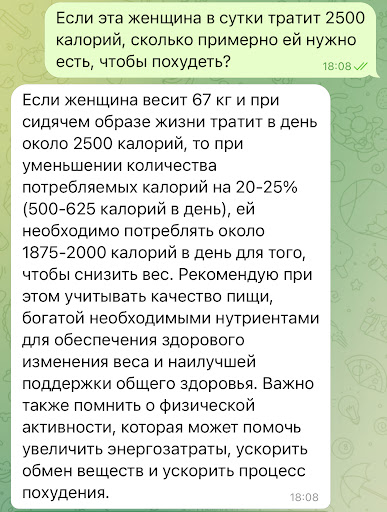 Если эта женщина в сутки тратит 2500
калорий, сколько примерно ей нужно
есть, чтобы похудеть?
18:08
Если женщина весит 67 кг и при
сидячем образе жизни тратит в день
около 2500 калорий, то при
уменьшении количества
потребляемых калорий на 20-25%
(500-625 калорий в день), ей
необходимо потреблять около
1875-2000 калорий в день для того,
чтобы снизить вес. Рекомендую при
этом учитывать качество пищи,
богатой необходимыми нутриентами
для обеспечения здорового
изменения веса и наилучшей
поддержки общего здоровья. Важно
также помнить о физической
активности, которая может помочь
увеличить энергозатраты, ускорить
обмен веществ и ускорить процесс
похудения.
18:08